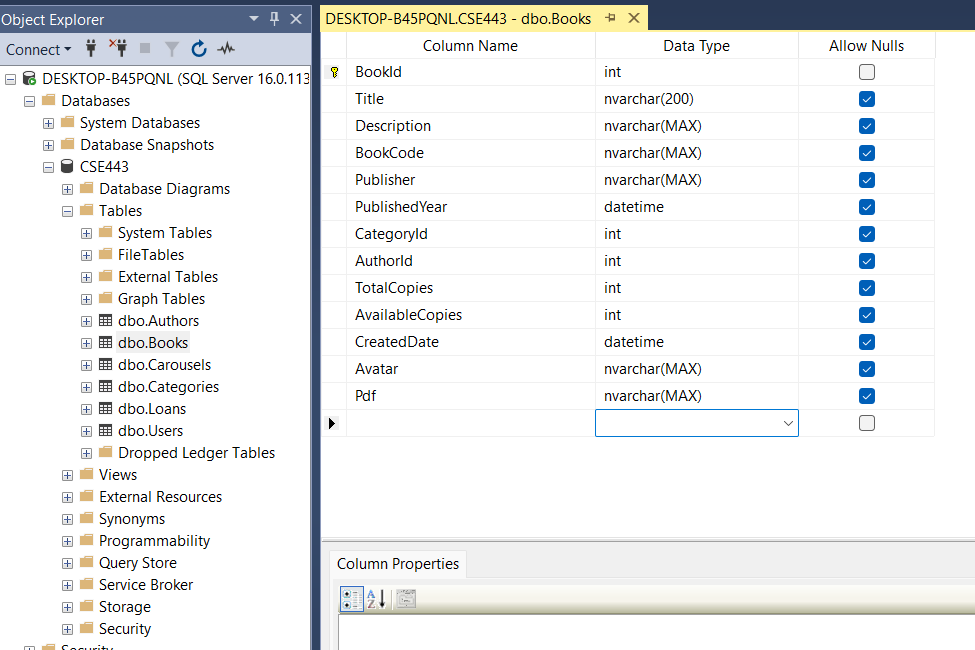 Object Explorer
Connect
DESKTOP-B45PQNL (SQL Server 16.0.113
Databases
System Databases
Database Snapshots
CSE443
Database Diagrams
Tables
System Tables
FileTables
External Tables
Graph Tables
dbo.Authors
dbo.Books
dbo.Carousels
dbo.Categories
dbo.Loans
dbo.Users
Dropped Ledger Tables
Views
External Resources
Synonyms
Programmability
Query Store
Service Broker
Storage
Security
Security
DESKTOP-B45PQNL.CSE443 - dbo.Books
Column Name Data Type Allow Nulls
BookId int
Title nvarchar(200)
Description nvarchar(MAX)
BookCode nvarchar(MAX)
Publisher nvarchar(MAX)
PublishedYear datetime
CategoryId int
AuthorId int
TotalCopies int
AvailableCopies int
CreatedDate datetime
Avatar nvarchar(MAX)
Pdf nvarchar(MAX)
Column Properties